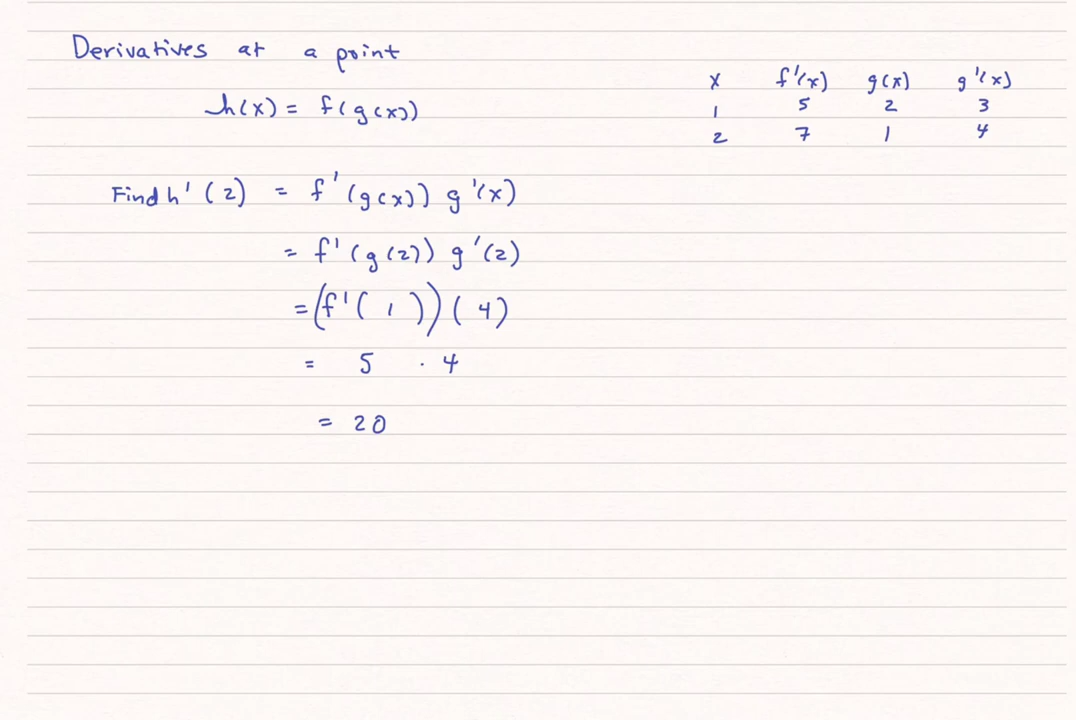 Derivatives at a point
x f'(x) g(x) g'(x)
h(x) = f(g(x))
1 5 2 3
2 7 1 4
Find h'(2) = f'(g(x)) g'(x)
= f'(g(2)) g'(2)
= (f'( 1 )) ( 4 )
= 5 · 4
= 20